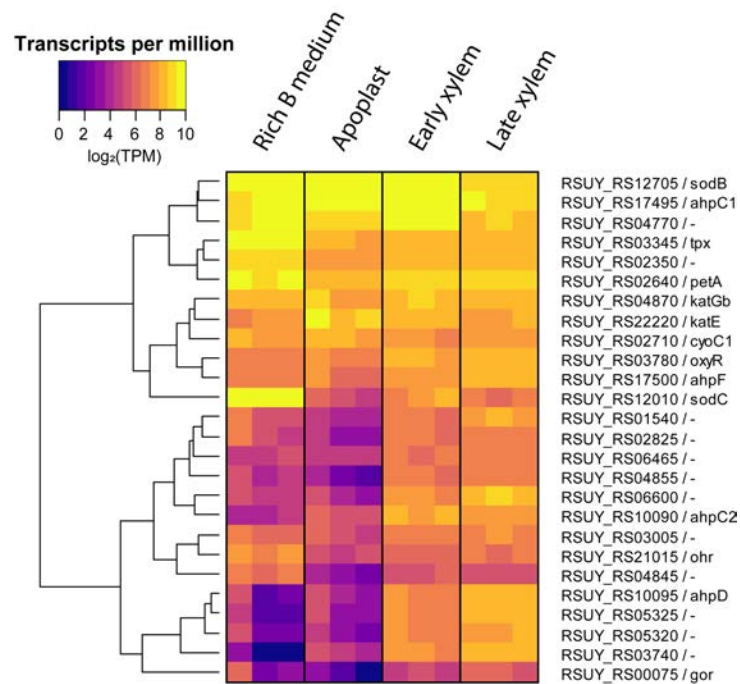 Transcripts per million
0 2 4 6 8 10
log₂(TPM)
Rich B medium
Apoplast
Early xylem
Late xylem
RSUY_RS12705 / sodB
RSUY_RS17495 / ahpC1
RSUY_RS04770 / -
RSUY_RS03345 / tpx
RSUY_RS02350 / -
RSUY_RS02640 / petA
RSUY_RS04870 / katGb
RSUY_RS22220 / katE
RSUY_RS02710 / cyoC1
RSUY_RS03780 / oxyR
RSUY_RS17500 / ahpF
RSUY_RS12010 / sodC
RSUY_RS01540 / -
RSUY_RS02825 / -
RSUY_RS06465 / -
RSUY_RS04855 / -
RSUY_RS06600 / -
RSUY_RS10090 / ahpC2
RSUY_RS03005 / -
RSUY_RS21015 / ohr
RSUY_RS04845 / -
RSUY_RS10095 / ahpD
RSUY_RS05325 / -
RSUY_RS05320 / -
RSUY_RS03740 / -
RSUY_RS00075 / gor